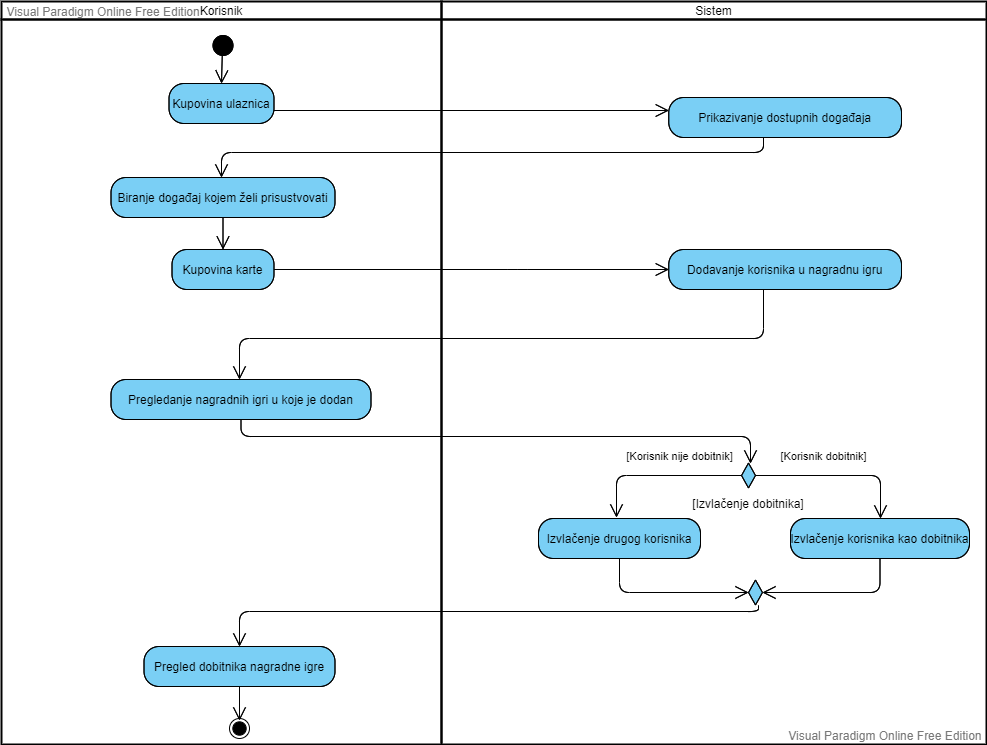 Visual Paradigm Online Free Edition
Korisnik
Sistem
Kupovina ulaznica
Prikazivanje dostupnih događaja
Biranje događaj kojem želi prisustvovati
Kupovina karte
Dodavanje korisnika u nagradnu igru
Pregledanje nagradnih igri u koje je dodan
[Korisnik nije dobitnik]
[Korisnik dobitnik]
[Izvlačenje dobitnika]
Izvlačenje drugog korisnika
Izvlačenje korisnika kao dobitnika
Pregled dobitnika nagradne igre
Visual Paradigm Online Free Edition